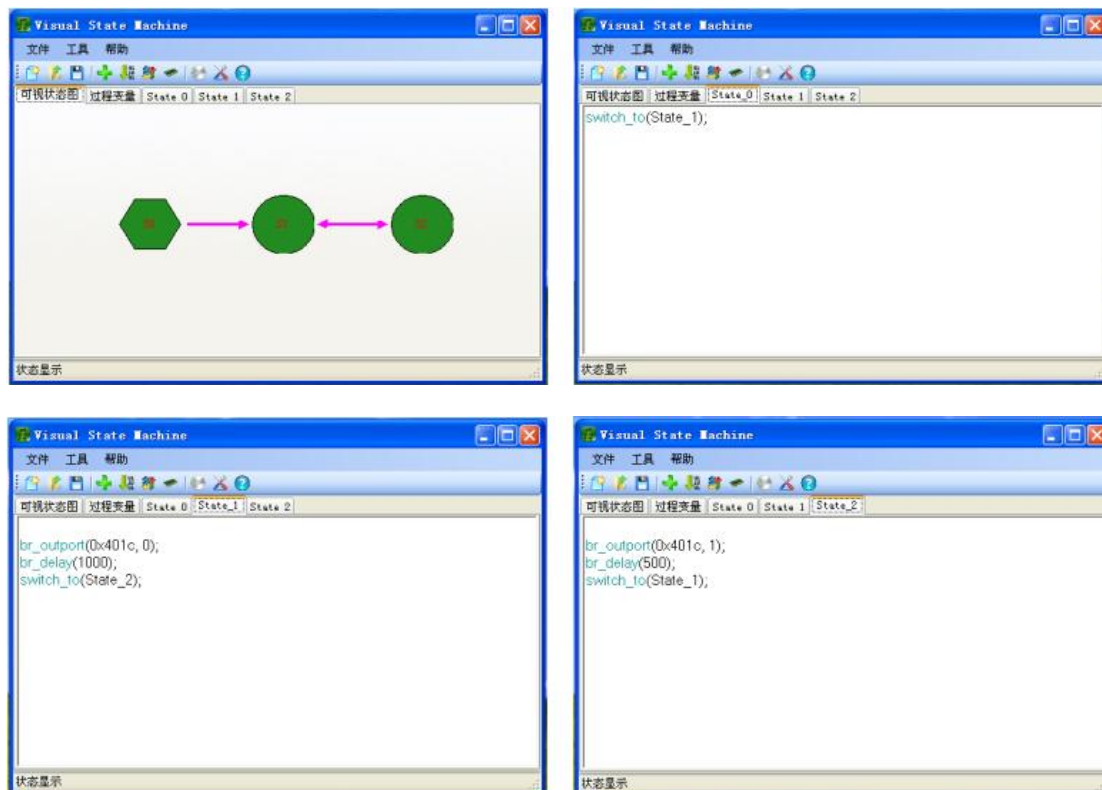 Visual State Machine
文件 工具 帮助
可视状态图 过程变量 State 0 State 1 State 2
S0 S1 S2
状态显示
Visual State Machine
文件 工具 帮助
可视状态图 过程变量 State_0 State 1 State 2
switch_to(State_1);
状态显示
Visual State Machine
文件 工具 帮助
可视状态图 过程变量 State 0 State_1 State 2
br_outport(0x401c, 0);
br_delay(1000);
switch_to(State_2);
状态显示
Visual State Machine
文件 工具 帮助
可视状态图 过程变量 State 0 State 1 State_2
br_outport(0x401c, 1);
br_delay(500);
switch_to(State_1);
状态显示